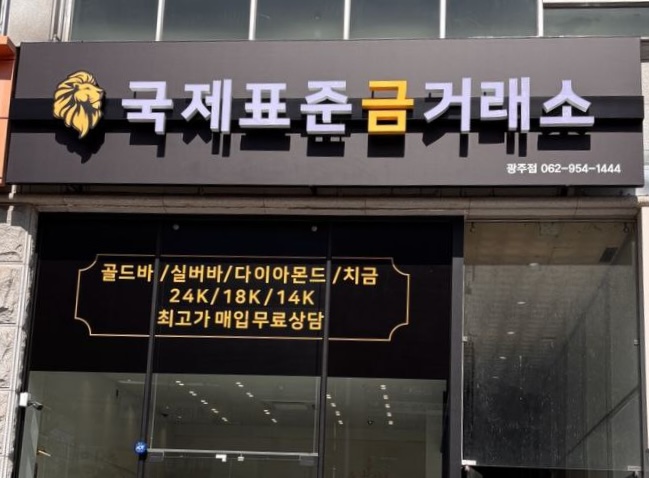 국제표준금거래소
광주점 062-954-1444
골드바 /실버바/다이아몬드 /치금
24K/18K/14K
최고가 매입 무료상담